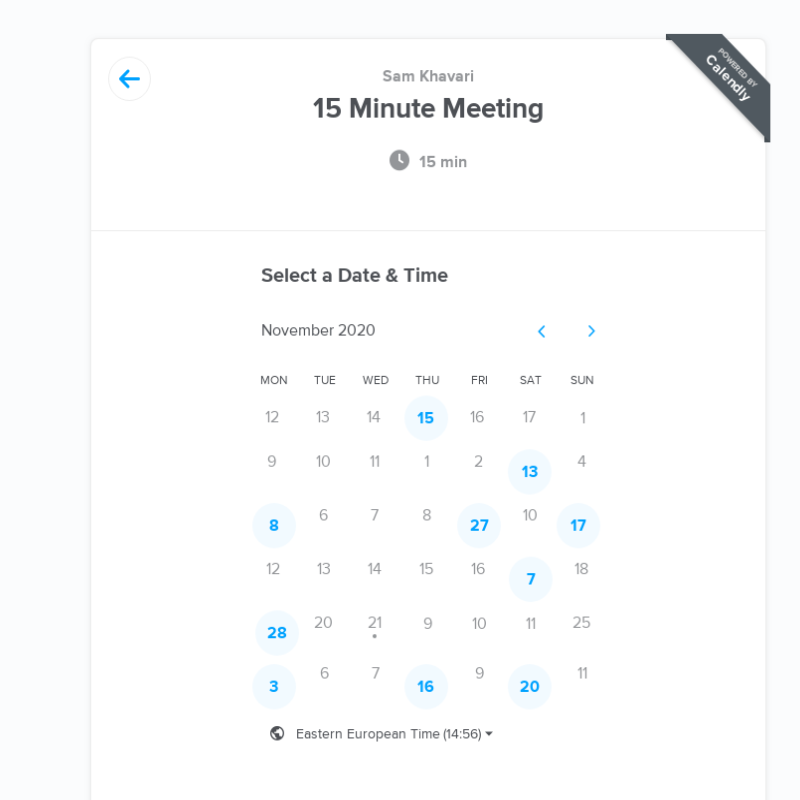 POWERED BY
Calendly
Sam Khavari
15 Minute Meeting
15 min
Select a Date & Time
November 2020
MON TUE WED THU FRI SAT SUN
12 13 14 15 16 17 1
9 10 11 1 2 13 4
8 6 7 8 27 10 17
12 13 14 15 16 7 18
28 20 21 9 10 11 25
3 6 7 16 9 20 11
Eastern European Time (14:56)